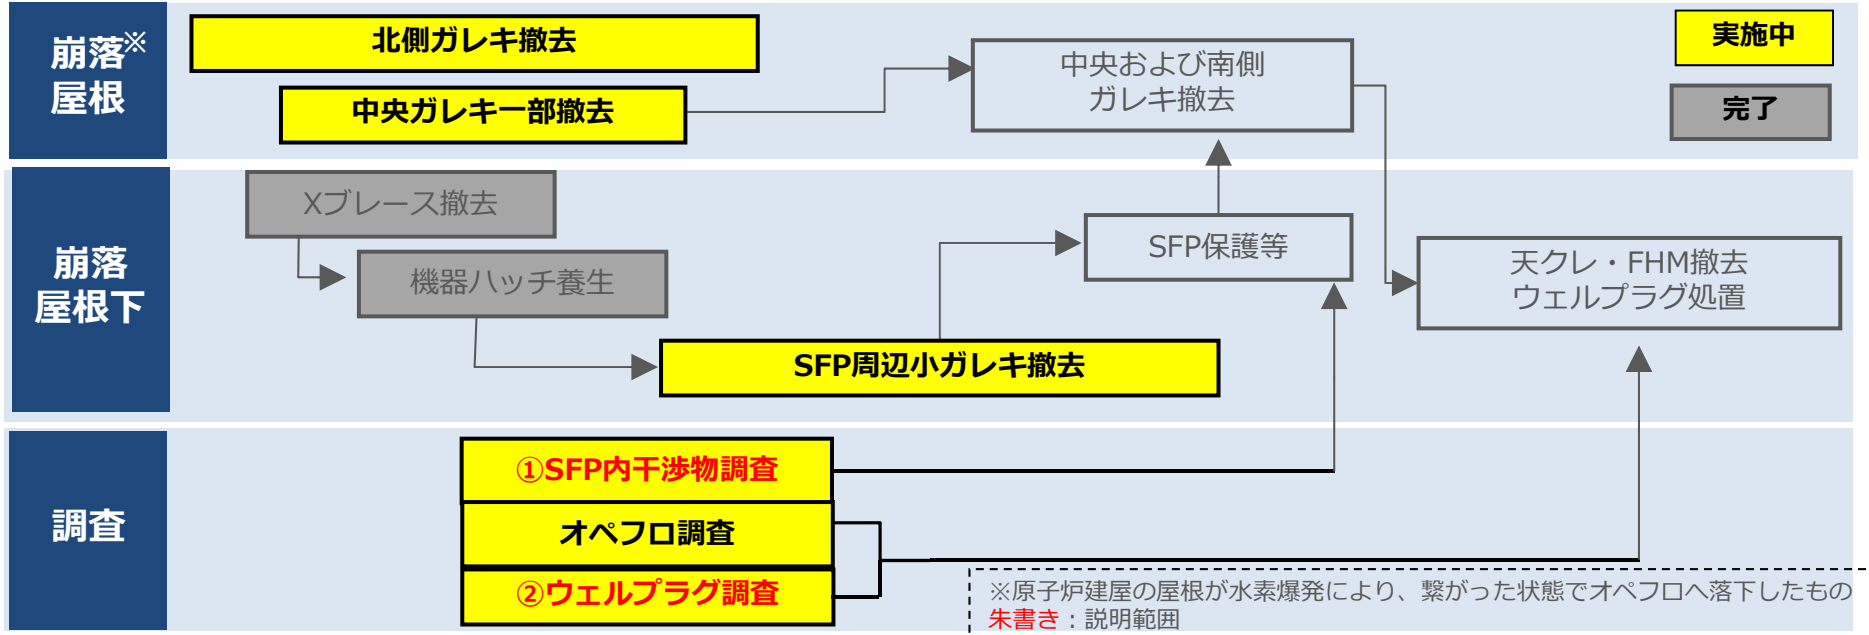 崩落※
屋根
北側ガレキ撤去
中央ガレキ一部撤去
中央および南側
ガレキ撤去
実施中
完了
崩落
屋根下
Xブレース撤去
機器ハッチ養生
SFP周辺小ガレキ撤去
SFP保護等
天クレ・FHM撤去
ウェルプラグ処置
調査
①SFP内干渉物調査
オペフロ調査
②ウェルプラグ調査
※原子炉建屋の屋根が水素爆発により、繋がった状態でオペフロへ落下したもの
朱書き：説明範囲